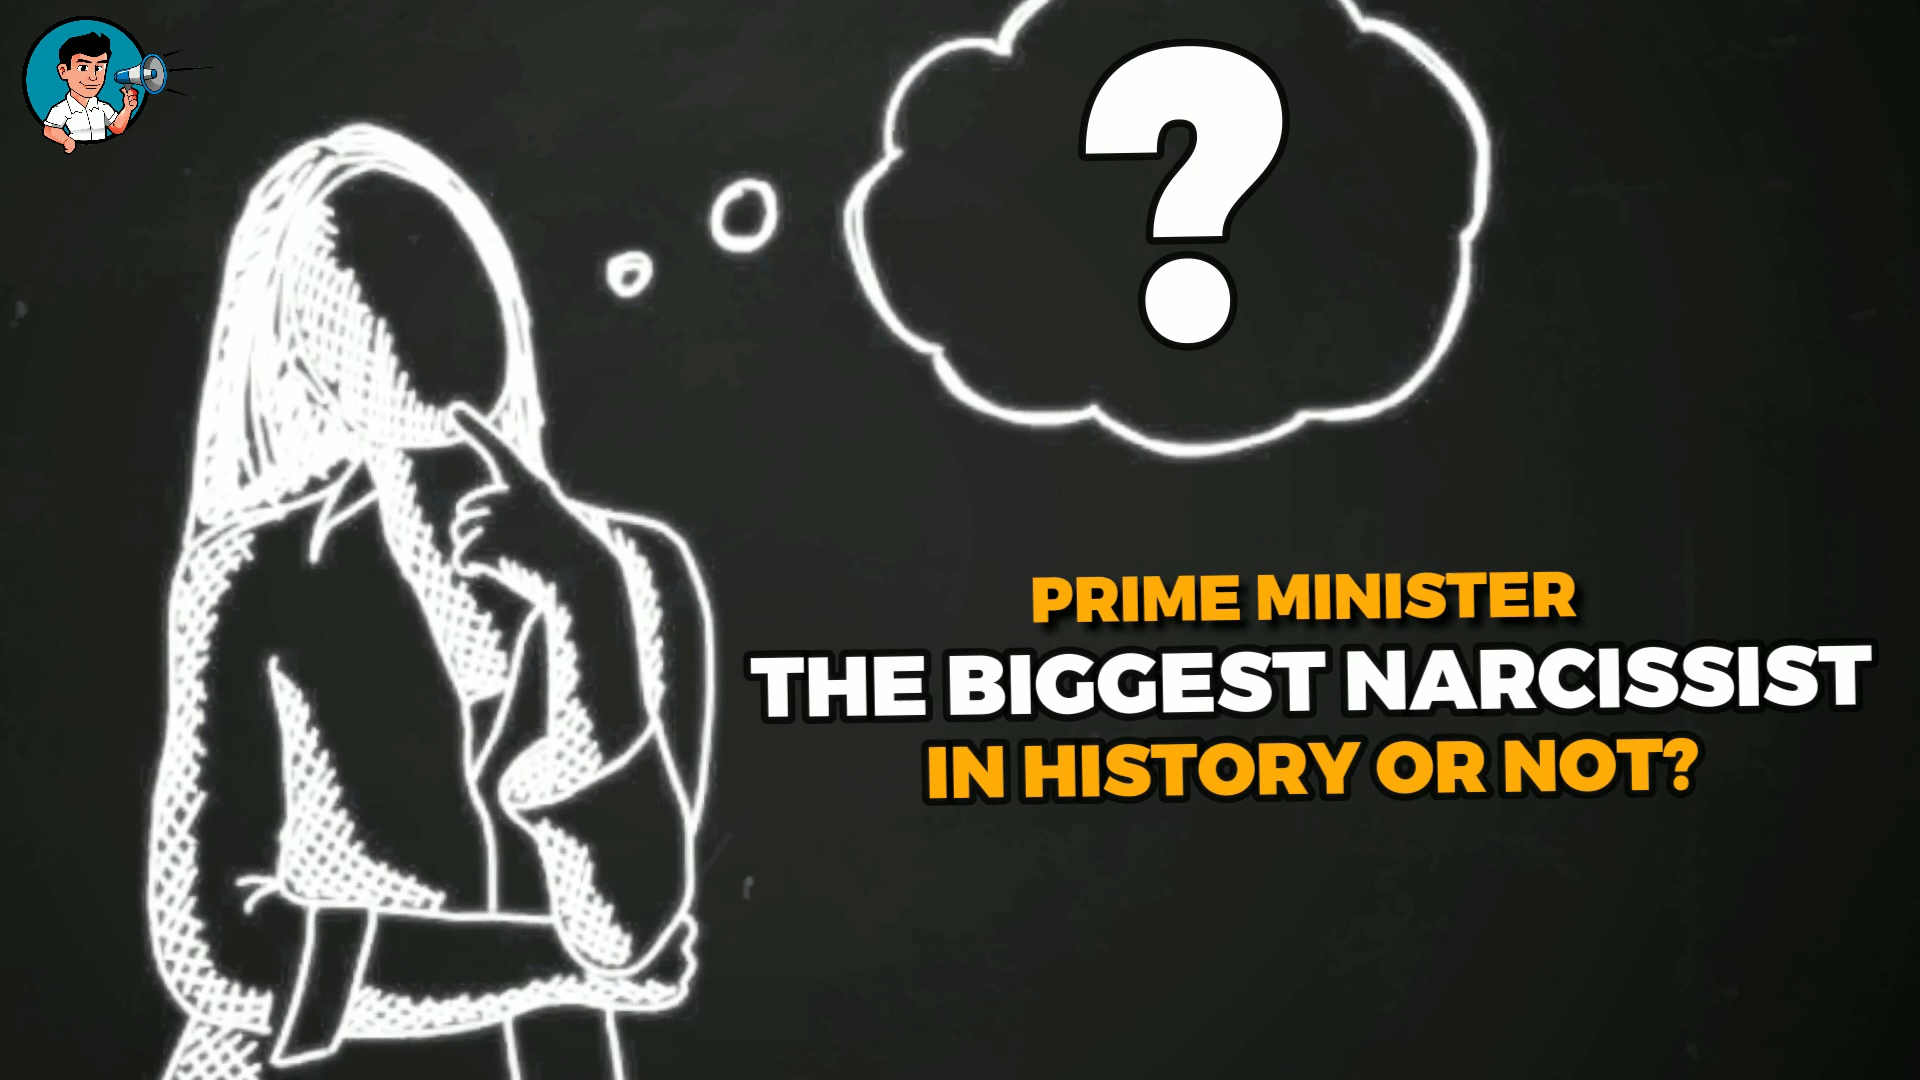 ?
PRIME MINISTER
THE BIGGEST NARCISSIST
IN HISTORY OR NOT?